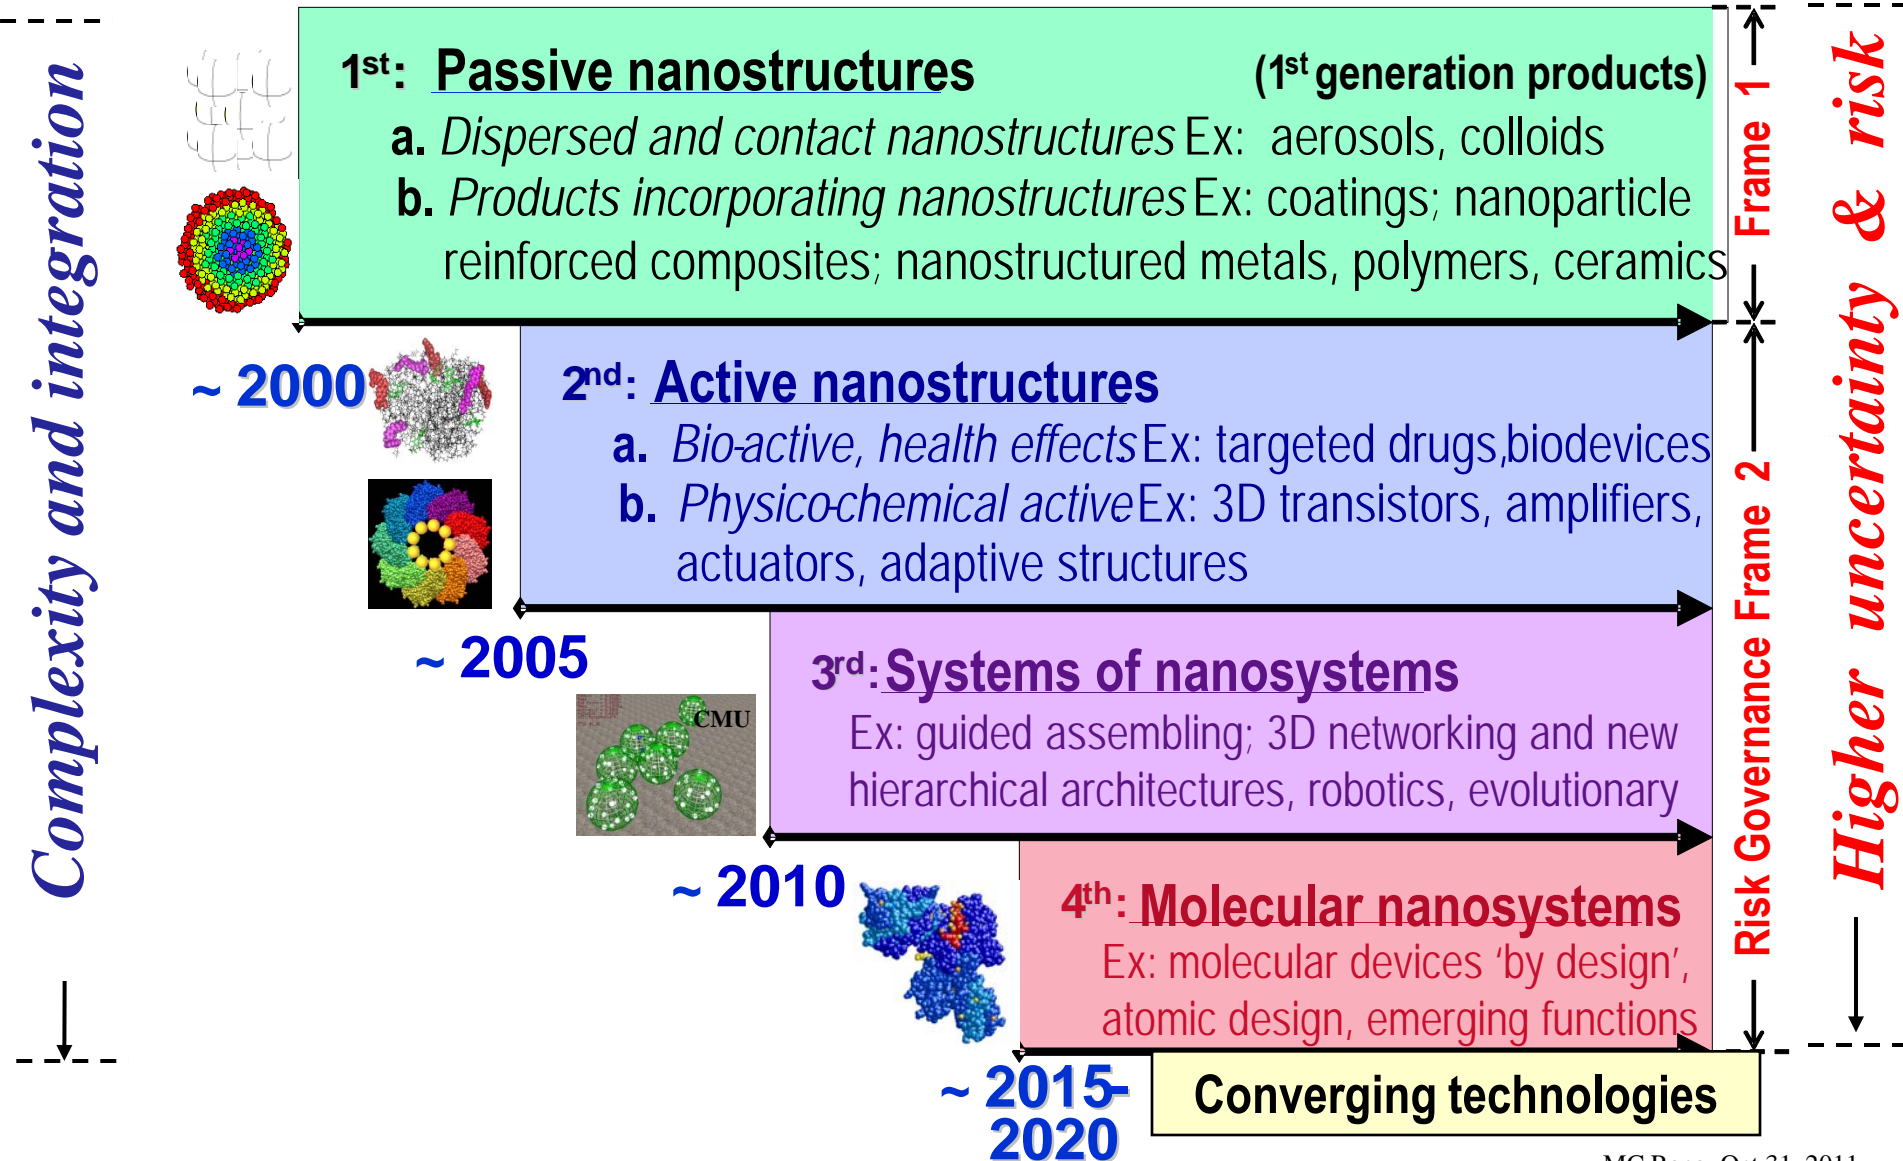 Complexity and integration
1st: Passive nanostructures (1st generation products)
a. Dispersed and contact nanostructures Ex: aerosols, colloids
b. Products incorporating nanostructures Ex: coatings; nanoparticle
reinforced composites; nanostructured metals, polymers, ceramics
~ 2000
2nd: Active nanostructures
a. Bio-active, health effects Ex: targeted drugs, biodevices
b. Physico-chemical active Ex: 3D transistors, amplifiers,
actuators, adaptive structures
~ 2005
CMU
3rd: Systems of nanosystems
Ex: guided assembling; 3D networking and new
hierarchical architectures, robotics, evolutionary
~ 2010
4th: Molecular nanosystems
Ex: molecular devices ‘by design’,
atomic design, emerging functions
~ 2015-
2020
Converging technologies
Frame 1
Risk Governance Frame 2
Higher uncertainty & risk
Oct 31, 2011